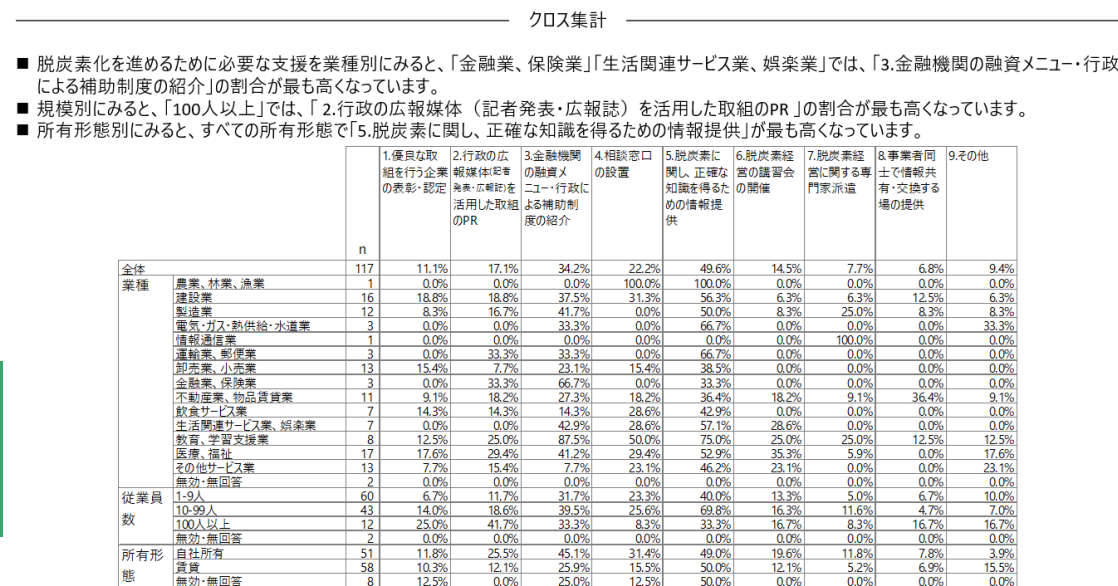 クロス集計
■ 脱炭素化を進めるために必要な支援を業種別にみると、「金融業、保険業」「生活関連サービス業、娯楽業」では、「3.金融機関の融資メニュー・行政
による補助制度の紹介」の割合が最も高くなっています。
■ 規模別にみると、「100人以上」では、「 2.行政の広報媒体（記者発表・広報誌）を活用した取組のPR 」の割合が最も高くなっています。
■ 所有形態別にみると、すべての所有形態で「5.脱炭素に関し、正確な知識を得るための情報提供」が最も高くなっています。
n 1.優良な取組を行う企業の表彰・認定 2.行政の広報媒体(記者発表・広報誌)を活用した取組のPR 3.金融機関の融資メニュー・行政による補助制度の紹介 4.相談窓口の設置 5.脱炭素に関し、正確な知識を得るための情報提供 6.脱炭素経営の講習会の開催 7.脱炭素経営に関する専門家派遣 8.事業者同士で情報共有・交換する場の提供 9.その他
全体 117 11.1% 17.1% 34.2% 22.2% 49.6% 14.5% 7.7% 6.8% 9.4%
業種 農業、林業、漁業 1 0.0% 0.0% 0.0% 100.0% 100.0% 0.0% 0.0% 0.0% 0.0%
建設業 16 18.8% 18.8% 37.5% 31.3% 56.3% 6.3% 6.3% 12.5% 6.3%
製造業 12 8.3% 16.7% 41.7% 0.0% 50.0% 8.3% 25.0% 8.3% 8.3%
電気・ガス・熱供給・水道業 3 0.0% 0.0% 33.3% 0.0% 66.7% 0.0% 0.0% 0.0% 33.3%
情報通信業 1 0.0% 0.0% 0.0% 0.0% 0.0% 0.0% 100.0% 0.0% 0.0%
運輸業、郵便業 3 0.0% 33.3% 33.3% 0.0% 66.7% 0.0% 0.0% 0.0% 0.0%
卸売業、小売業 13 15.4% 7.7% 23.1% 15.4% 38.5% 0.0% 0.0% 0.0% 0.0%
金融業、保険業 3 0.0% 33.3% 66.7% 0.0% 33.3% 0.0% 0.0% 0.0% 0.0%
不動産業、物品賃貸業 11 9.1% 18.2% 27.3% 18.2% 36.4% 18.2% 9.1% 36.4% 9.1%
飲食サービス業 7 14.3% 14.3% 14.3% 28.6% 42.9% 0.0% 0.0% 0.0% 0.0%
生活関連サービス業、娯楽業 7 0.0% 0.0% 42.9% 28.6% 57.1% 28.6% 0.0% 0.0% 0.0%
教育、学習支援業 8 12.5% 25.0% 87.5% 50.0% 75.0% 25.0% 25.0% 12.5% 12.5%
医療、福祉 17 17.6% 29.4% 41.2% 29.4% 52.9% 35.3% 5.9% 0.0% 17.6%
その他サービス業 13 7.7% 15.4% 7.7% 23.1% 46.2% 23.1% 0.0% 0.0% 23.1%
無効・無回答 2 0.0% 0.0% 0.0% 0.0% 0.0% 0.0% 0.0% 0.0% 0.0%
従業員数 1-9人 60 6.7% 11.7% 31.7% 23.3% 40.0% 13.3% 5.0% 6.7% 10.0%
10-99人 43 14.0% 18.6% 39.5% 25.6% 69.8% 16.3% 11.6% 4.7% 7.0%
100人以上 12 25.0% 41.7% 33.3% 8.3% 33.3% 16.7% 8.3% 16.7% 16.7%
無効・無回答 2 0.0% 0.0% 0.0% 0.0% 0.0% 0.0% 0.0% 0.0% 0.0%
所有形態 自社所有 51 11.8% 25.5% 45.1% 31.4% 49.0% 19.6% 11.8% 7.8% 3.9%
賃貸 58 10.3% 12.1% 25.9% 15.5% 50.0% 12.1% 5.2% 6.9% 15.5%
無効・無回答 8 12.5% 0.0% 25.0% 12.5% 50.0% 0.0% 0.0% 0.0% 0.0%